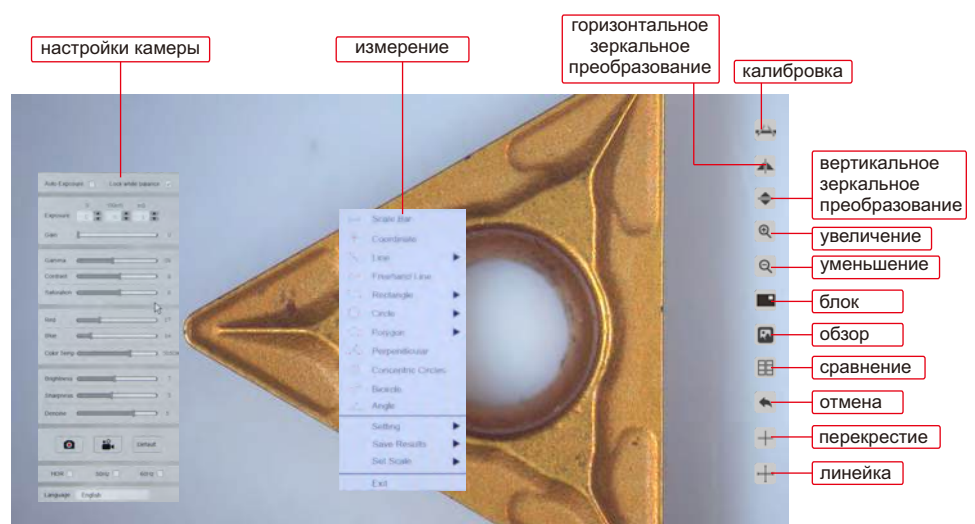 настройки камеры
измерение
горизонтальное
зеркальное
преобразование
калибровка
вертикальное
зеркальное
преобразование
увеличение
уменьшение
блок
обзор
сравнение
отмена
перекрестие
линейка
Auto Exposure
Lock white balance
Exposure
Gain
Gamma
Contrast
Saturation
Red
Blue
Color Temp
Brightness
Sharpness
Denoise
Default
HDR
50Hz
60Hz
Language English
Scale Bar
Coordinate
Line
Freehand Line
Rectangle
Circle
Polygon
Perpendicular
Concentric Circles
Bicircle
Angle
Setting
Save Results
Set Scale
Exit